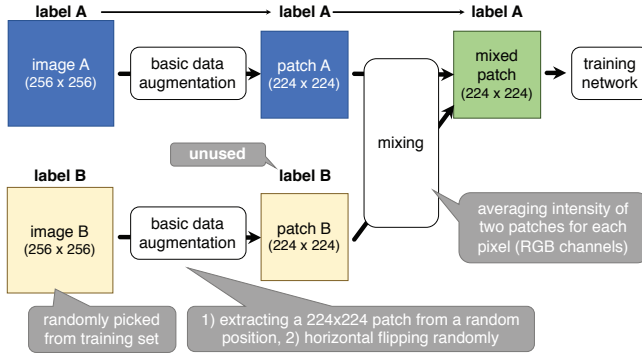 label A
label A
label A
image A
(256 x 256)
basic data
augmentation
patch A
(224 x 224)
mixing
mixed
patch
(224 x 224)
training
network
unused
label B
label B
image B
(256 x 256)
basic data
augmentation
patch B
(224 x 224)
averaging intensity of
two patches for each
pixel (RGB channels)
randomly picked
from training set
1) extracting a 224x224 patch from a random
position, 2) horizontal flipping randomly